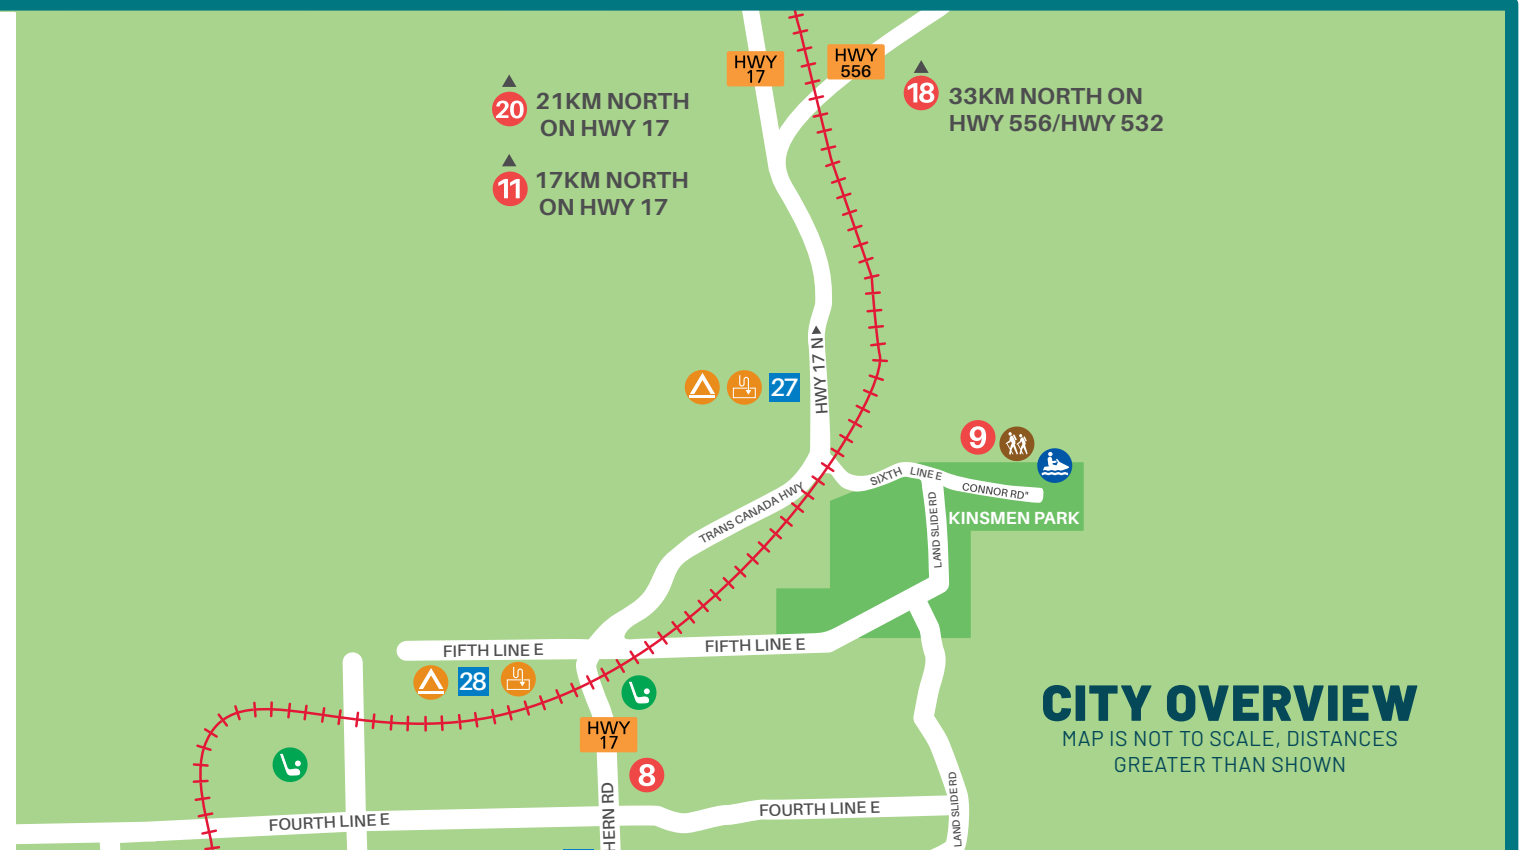 HWY
17
HWY
556
20
21KM NORTH
ON HWY 17
18
33KM NORTH ON
HWY 556/HWY 532
11
17KM NORTH
ON HWY 17
HWY 17 N
27
9
SIXTH LINE E
CONNOR RD"
TRANS CANADA HWY
LAND SLIDE RD
KINSMEN PARK
FIFTH LINE E
FIFTH LINE E
28
CITY OVERVIEW
MAP IS NOT TO SCALE, DISTANCES
GREATER THAN SHOWN
HWY
17
8
HERN RD
FOURTH LINE E
FOURTH LINE E
LAND SLIDE RD